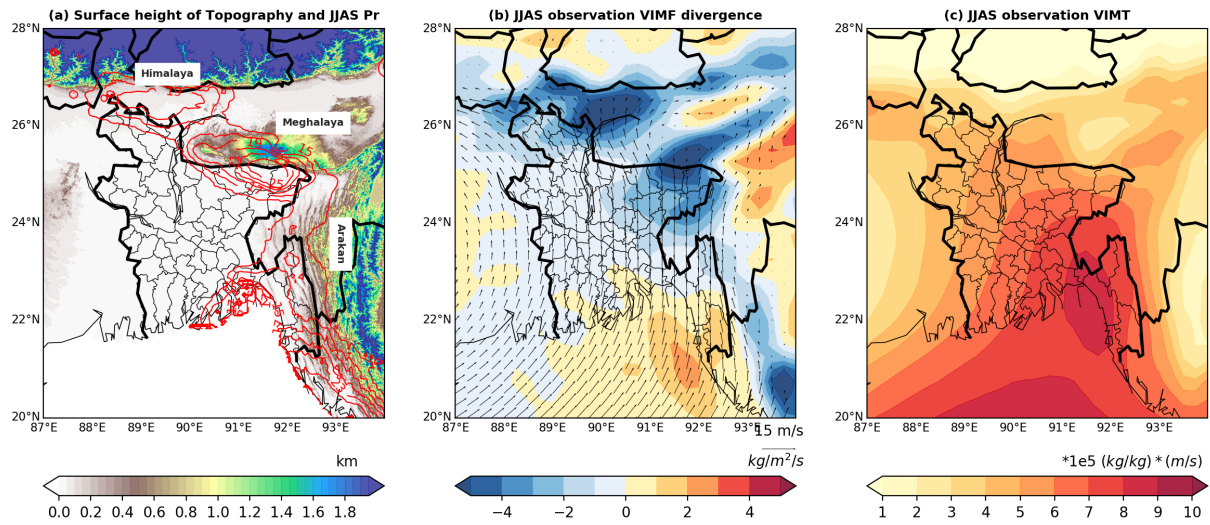 (a) Surface height of Topography and JJAS Pr
(b) JJAS observation VIMF divergence
(c) JJAS observation VIMT
28°N
26°N
24°N
22°N
20°N
Himalaya
Meghalaya
Arakan
15
87°E 88°E 89°E 90°E 91°E 92°E 93°E
28°N
26°N
24°N
22°N
20°N
87°E 88°E 89°E 90°E 91°E 92°E 93°E
15 m/s
28°N
26°N
24°N
22°N
20°N
87°E 88°E 89°E 90°E 91°E 92°E 93°E
km
0.0 0.2 0.4 0.6 0.8 1.0 1.2 1.4 1.6 1.8
kg/m²/s
−4 −2 0 2 4
*1e5 (kg/kg) * (m/s)
1 2 3 4 5 6 7 8 9 10